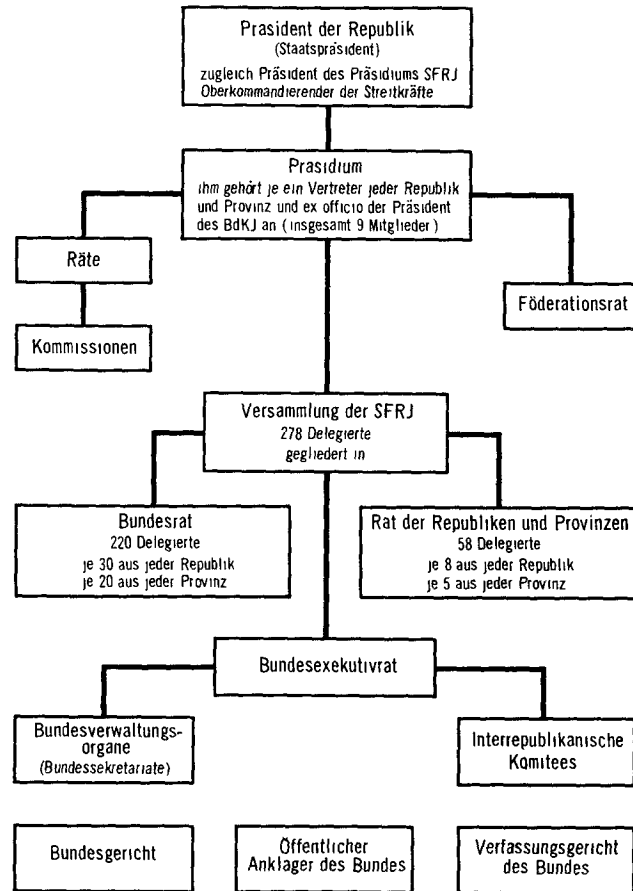 Prasident der Republik
(Staatspräsident)
zugleich Präsident des Präsidiums SFRJ
Oberkommandierender der Streitkräfte
Prasidium
ihm gehört je ein Vertreter jeder Republik
und Provinz und ex officio der Präsident
des BdKJ an (insgesamt 9 Mitglieder)
Räte
Föderationsrat
Kommissionen
Versammlung der SFRJ
278 Delegierte
gegliedert in
Bundesrat
220 Delegierte
je 30 aus jeder Republik
je 20 aus jeder Provinz
Rat der Republiken und Provinzen
58 Delegierte
je 8 aus jeder Republik
je 5 aus jeder Provinz
Bundesexekutivrat
Bundesverwaltungs-
organe
(Bundessekretariate)
Interrepublikanische
Komitees
Bundesgericht
Öffentlicher
Anklager des Bundes
Verfassungsgericht
des Bundes